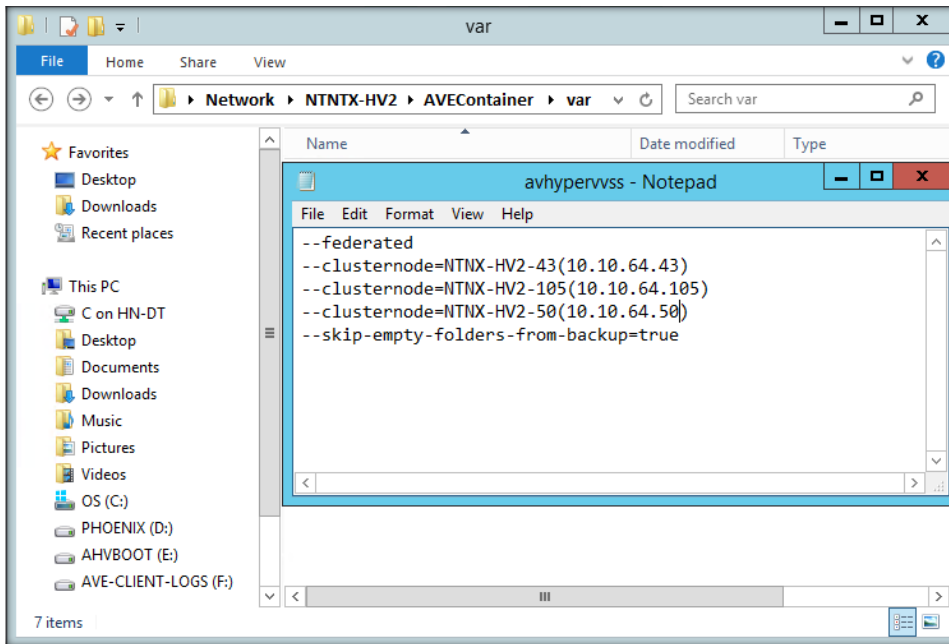 var
File Home Share View
Network NTNTX-HV2 AVEContainer var Search var
Name Date modified Type
Favorites
Desktop
Downloads
Recent places
This PC
C on HN-DT
Desktop
Documents
Downloads
Music
Pictures
Videos
OS (C:)
PHOENIX (D:)
AHVBOOT (E:)
AVE-CLIENT-LOGS (F:)
avhypervvss - Notepad
File Edit Format View Help
--federated
--clusternode=NTNX-HV2-43(10.10.64.43)
--clusternode=NTNX-HV2-105(10.10.64.105)
--clusternode=NTNX-HV2-50(10.10.64.50)
--skip-empty-folders-from-backup=true
7 items